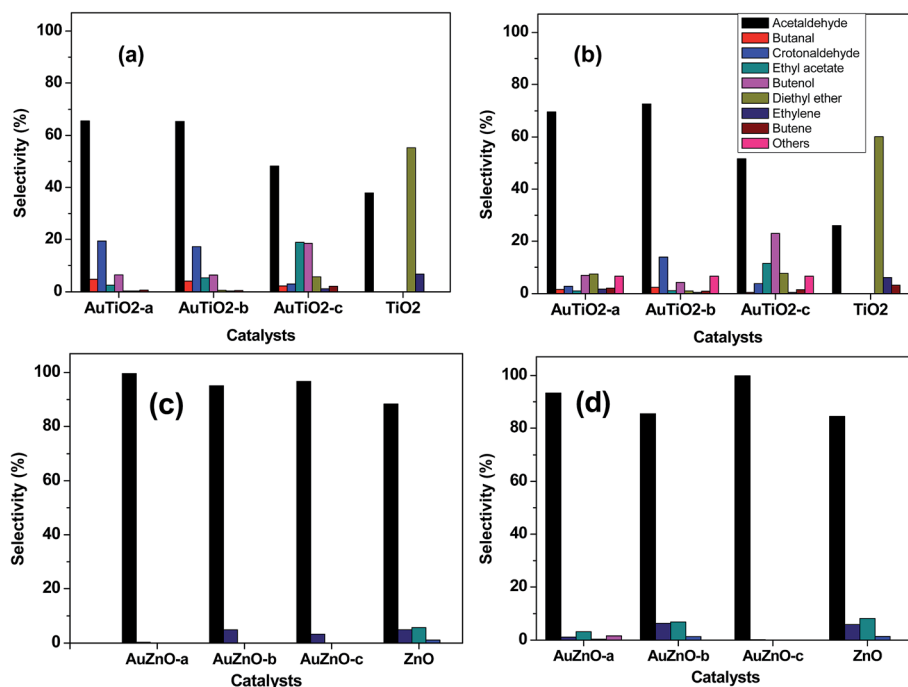 (a)
Selectivity (%)
100
80
60
40
20
0
AuTiO2-a AuTiO2-b AuTiO2-c TiO2
Catalysts
(b)
Selectivity (%)
100
80
60
40
20
0
Acetaldehyde
Butanal
Crotonaldehyde
Ethyl acetate
Butenol
Diethyl ether
Ethylene
Butene
Others
AuTiO2-a AuTiO2-b AuTiO2-c TiO2
Catalysts
(c)
Selectivity (%)
100
80
60
40
20
0
AuZnO-a AuZnO-b AuZnO-c ZnO
Catalysts
(d)
Selectivity (%)
100
80
60
40
20
0
AuZnO-a AuZnO-b AuZnO-c ZnO
Catalysts